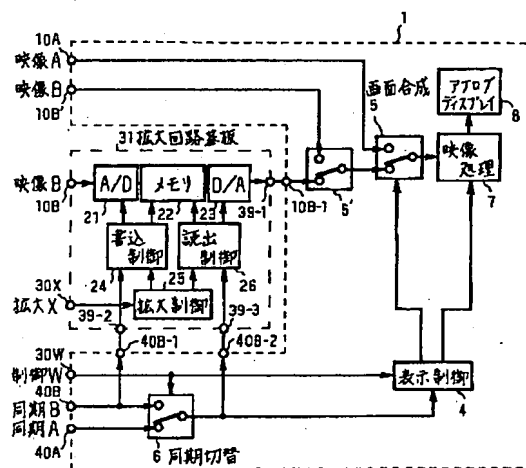 1
10A
映像A
映像B
10B'
画面合成
5
アナログ
ディスプレイ
8
31拡大回路基板
映像B
10B
A/D
メモリ
D/A
39-1
10B-1
5'
映像
処理
7
21
22
23
書込
制御
読出
制御
24
25
26
30X
拡大X
拡大制御
39-2
39-3
40B-1
40B-2
30W
制御W
40B
同期B
同期A
40A
6 同期切替
表示制御
4